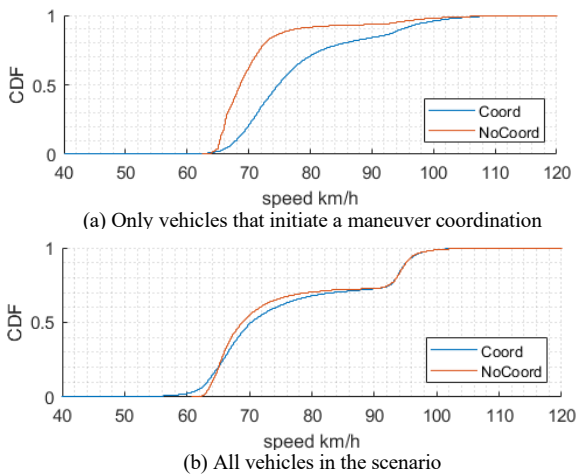 1
0.5
0
CDF
Coord
NoCoord
40 50 60 70 80 90 100 110 120
speed km/h
(a) Only vehicles that initiate a maneuver coordination
1
0.5
0
CDF
Coord
NoCoord
40 50 60 70 80 90 100 110 120
speed km/h
(b) All vehicles in the scenario